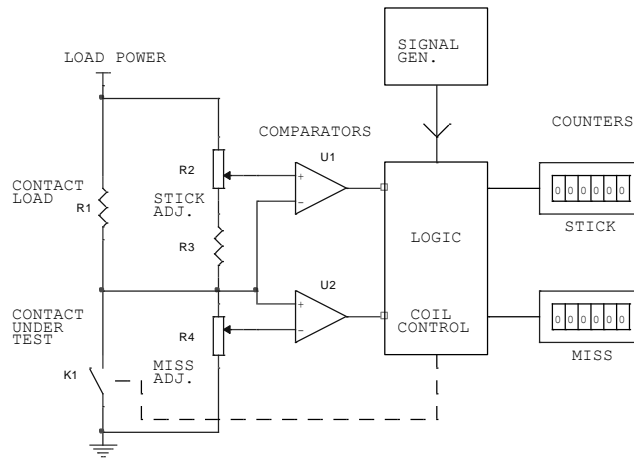 SIGNAL
GEN.
LOAD POWER
COMPARATORS
COUNTERS
U1
R2
+
−
CONTACT
LOAD
R1
STICK
ADJ.
000000
STICK
LOGIC
R3
CONTACT
UNDER
TEST
U2
+
−
R4
COIL
CONTROL
000000
MISS
MISS
ADJ.
K1